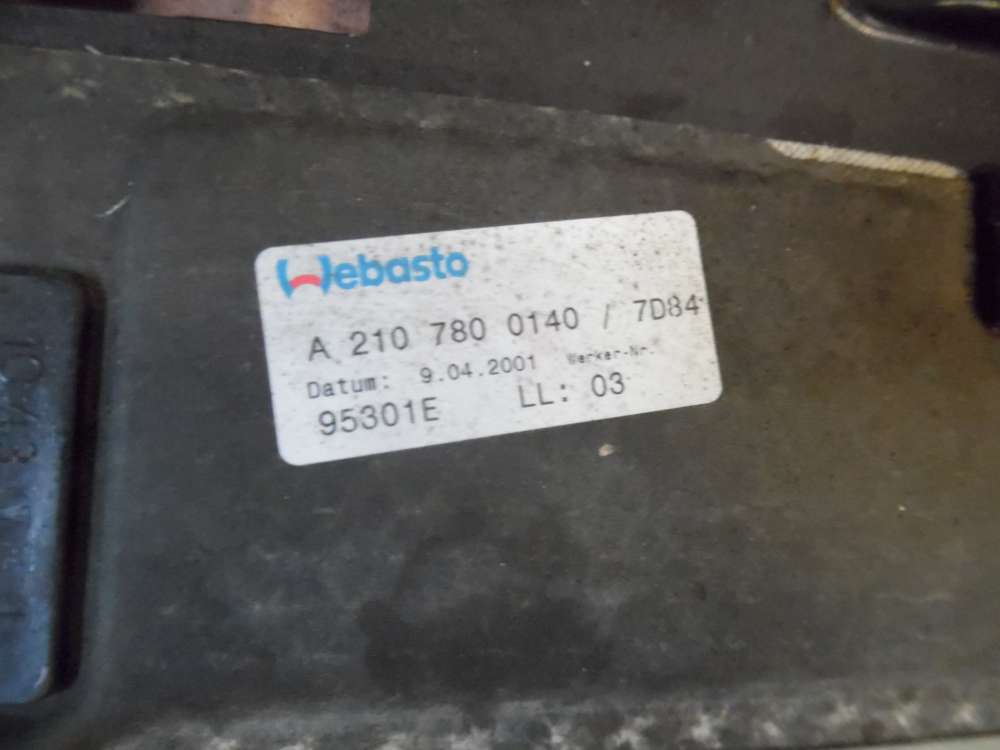 Webasto
A 210 780 0140 / 7D84
Datum: 9.04.2001 Werker-Nr.
95301E LL: 03